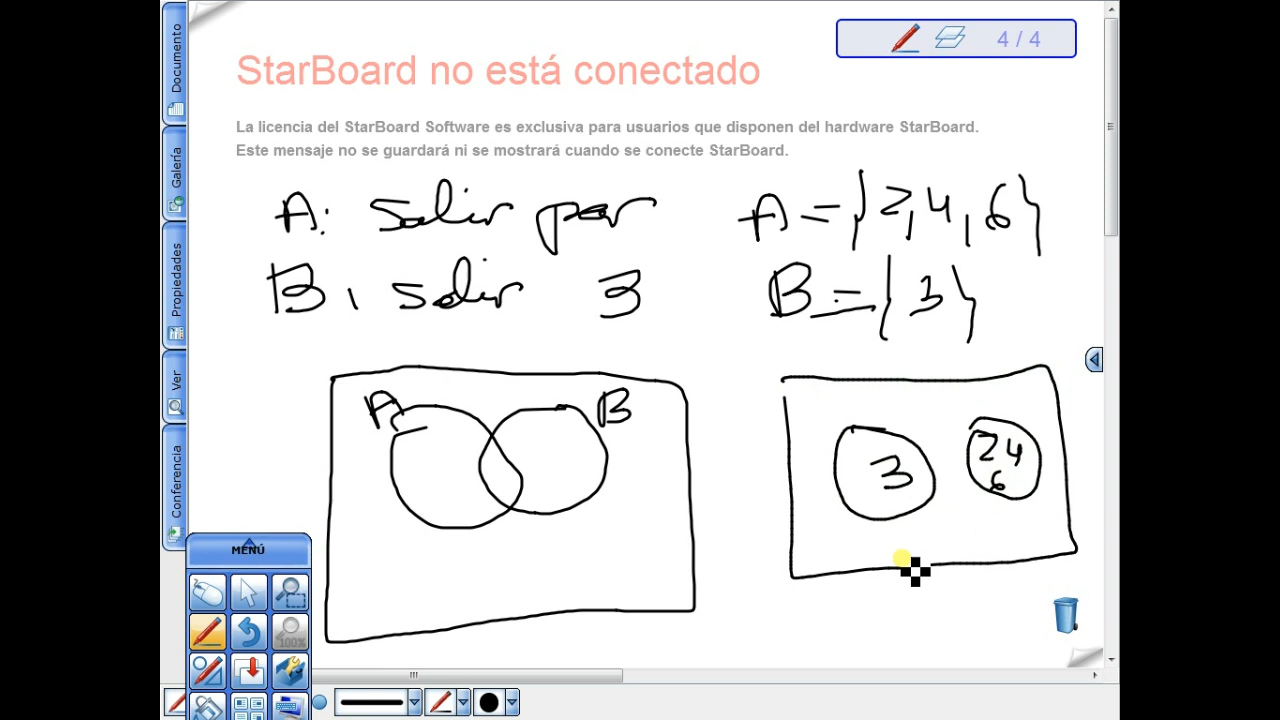 4 / 4
StarBoard no está conectado
La licencia del StarBoard Software es exclusiva para usuarios que disponen del hardware StarBoard.
Este mensaje no se guardará ni se mostrará cuando se conecte StarBoard.
Documento
Galería
Propiedades
Ver
Conferencia
A: Salir par A={2,4,6}
B: Salir 3 B={3}
A B
3
2 4
6
MENÚ
100%